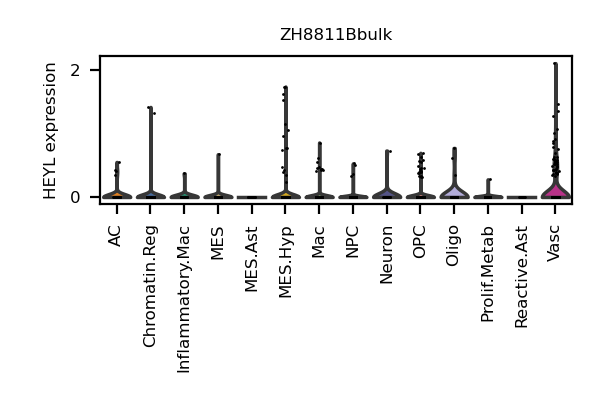 ZH8811Bbulk
HEYL expression
2
0
AC
Chromatin.Reg
Inflammatory.Mac
MES
MES.Ast
MES.Hyp
Mac
NPC
Neuron
OPC
Oligo
Prolif.Metab
Reactive.Ast
Vasc